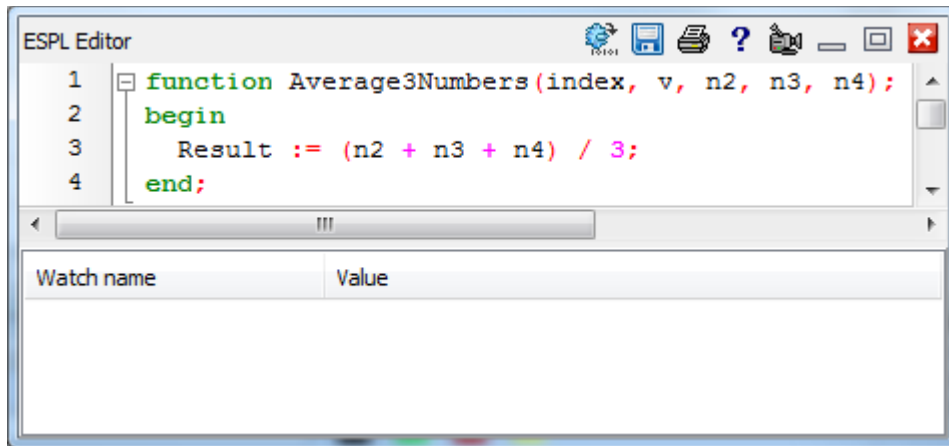 ESPL Editor
1 function Average3Numbers(index, v, n2, n3, n4);
2 begin
3 Result := (n2 + n3 + n4) / 3;
4 end;
Watch name Value